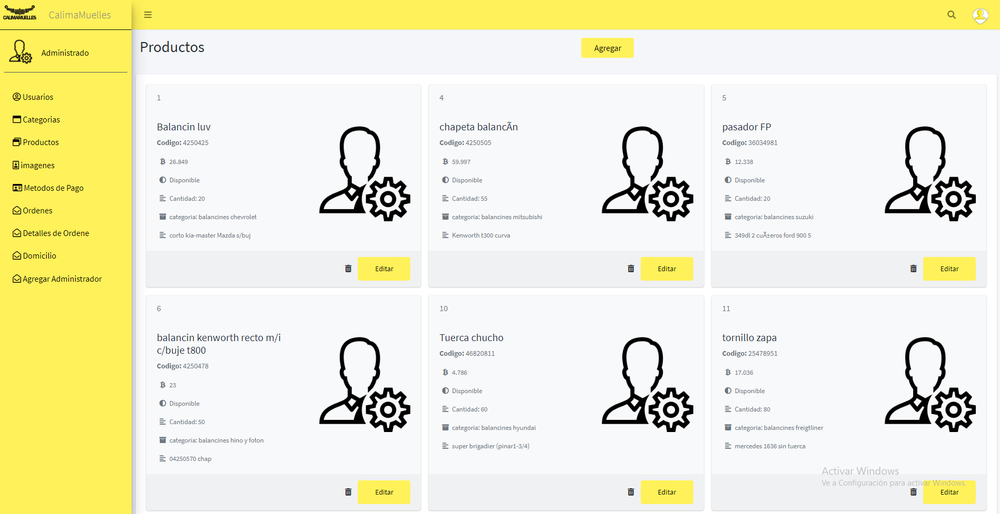 CALIMAMUELLES
CalimaMuelles
Administrado
Usuarios
Categorias
Productos
imagenes
Metodos de Pago
Ordenes
Detalles de Ordene
Domicilio
Agregar Administrador
Productos
Agregar
1
Balancin luv
Codigo: 4250425
26.849
Disponible
Cantidad: 20
categoria: balancines chevrolet
corto kia-master Mazda s/buj
Editar
4
chapeta balancÃn
Codigo: 4250505
59.997
Disponible
Cantidad: 55
categoria: balancines mitsubishi
Kenworth t300 curva
Editar
5
pasador FP
Codigo: 36034981
12.338
Disponible
Cantidad: 20
categoria: balancines suzuki
349dl 2 cuÃ±eros ford 900 5
Editar
6
balancin kenworth recto m/i
c/buje t800
Codigo: 4250478
23
Disponible
Cantidad: 50
categoria: balancines hino y foton
04250570 chap
Editar
10
Tuerca chucho
Codigo: 46820811
4.786
Disponible
Cantidad: 60
categoria: balancines hyundai
super brigadier (pinar1-3/4)
Editar
11
tornillo zapa
Codigo: 25478951
17.036
Disponible
Cantidad: 80
categoria: balancines freigtliner
mercedes 1636 sin tuerca
Editar
Activar Windows
Ve a Configuración para activar Windows.